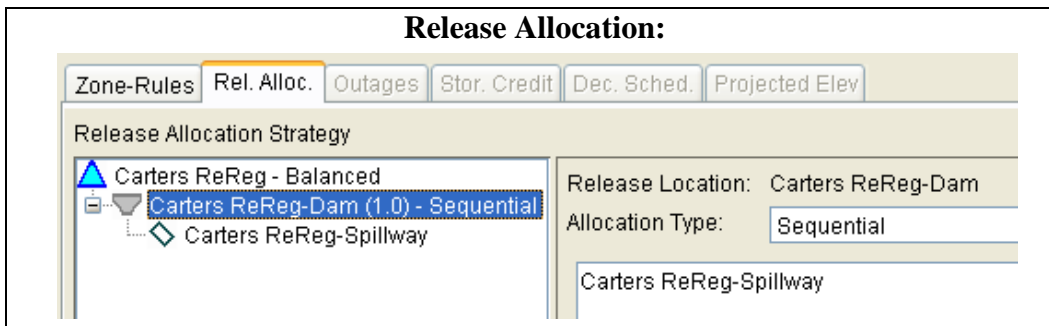 Release Allocation:
Zone-Rules Rel. Alloc. Outages Stor. Credit Dec. Sched. Projected Elev
Release Allocation Strategy
Carters ReReg - Balanced
Carters ReReg-Dam (1.0) - Sequential
Carters ReReg-Spillway
Release Location: Carters ReReg-Dam
Allocation Type: Sequential
Carters ReReg-Spillway